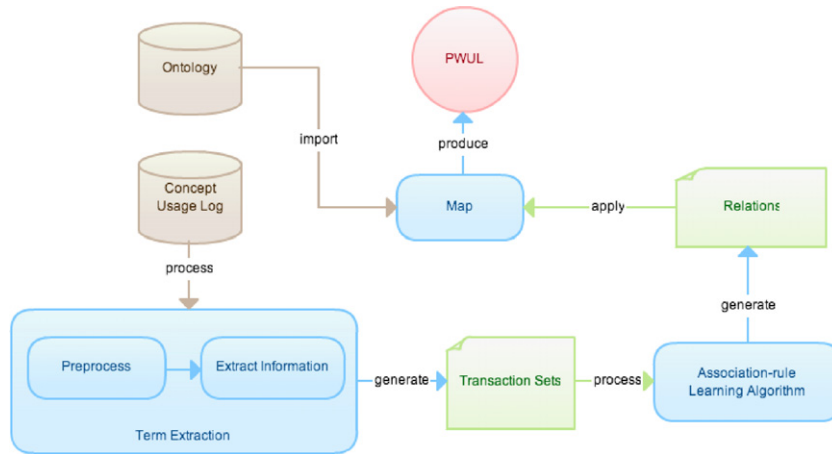 Ontology
PWUL
import
produce
Concept
Usage Log
Map
apply
Relations
process
generate
Preprocess
Extract Information
generate
Transaction Sets
process
Association-rule
Learning Algorithm
Term Extraction